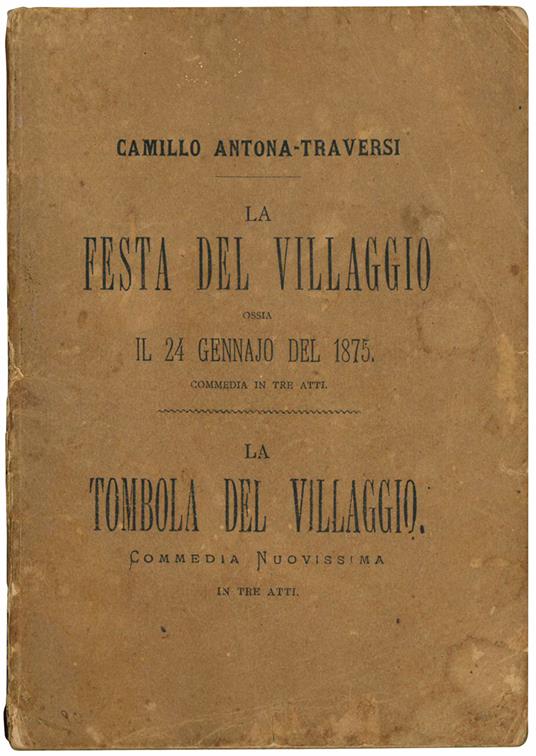 CAMILLO ANTONA-TRAVERSI
LA
FESTA DEL VILLAGGIO
OSSIA
IL 24 GENNAJO DEL 1875.
COMMEDIA IN TRE ATTI.
LA
TOMBOLA DEL VILLAGGIO.
COMMEDIA NUOVISSIMA
IN TRE ATTI.